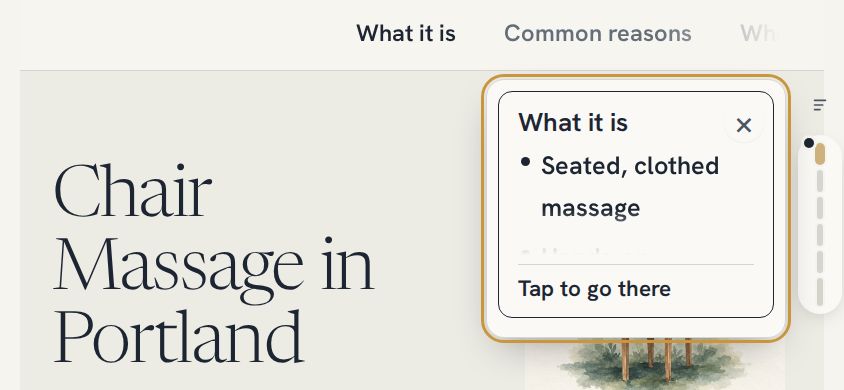 What it is Common reasons
What it is
Seated, clothed
massage
Tap to go there
Chair
Massage in
Portland